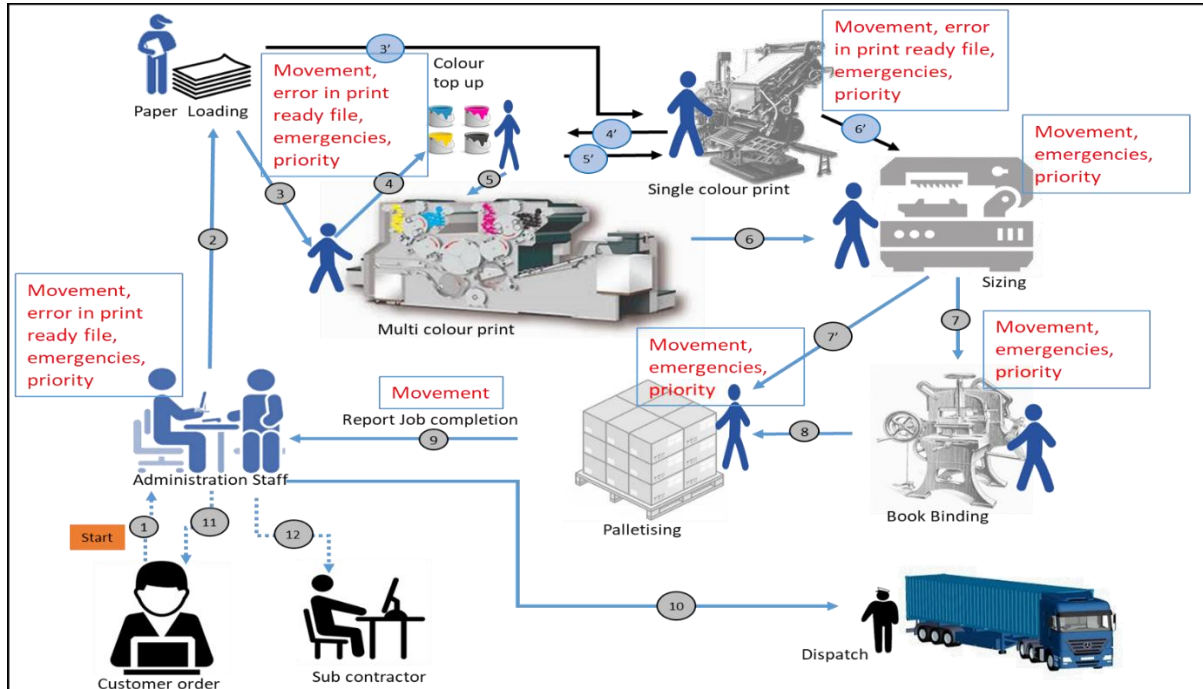 3'
Movement, error
in print ready file,
emergencies,
priority
Colour
top up
Movement,
error in print
ready file,
emergencies,
priority
Paper Loading
4'
5'
6'
Movement,
emergencies,
priority
3
4
5
Single colour print
2
6
Sizing
Multi colour print
Movement,
error in print
ready file,
emergencies,
priority
7'
7
Movement,
emergencies,
priority
Movement,
emergencies,
priority
Movement
Report Job completion
9
8
Administration Staff
Palletising
Book Binding
Start
1
11
12
10
Dispatch
Customer order
Sub contractor